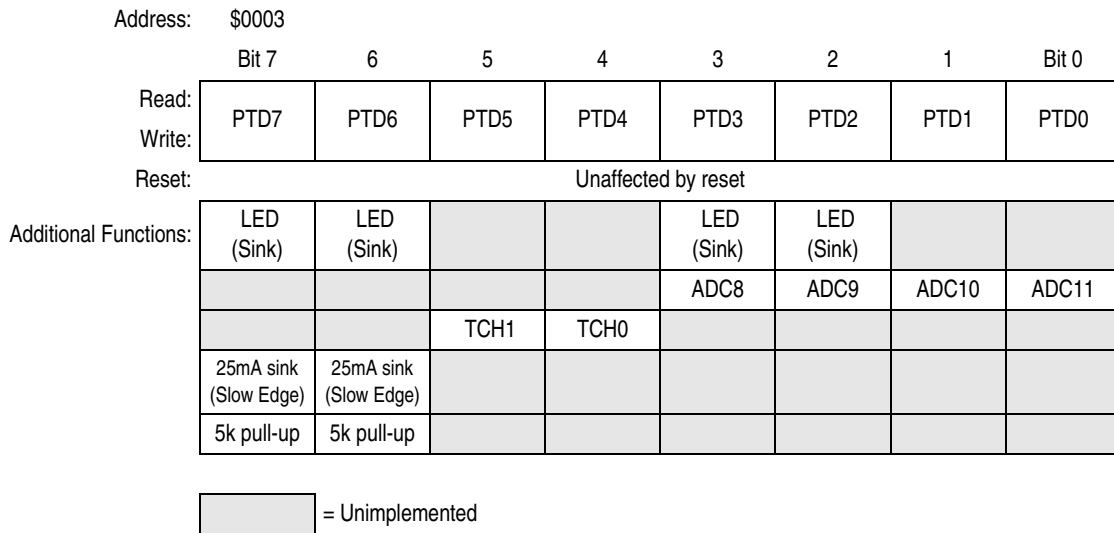 Address: $0003
Bit 7 6 5 4 3 2 1 Bit 0
Read:
PTD7 PTD6 PTD5 PTD4 PTD3 PTD2 PTD1 PTD0
Write:
Reset: Unaffected by reset
Additional Functions:
LED LED LED LED
(Sink) (Sink) (Sink) (Sink)
ADC8 ADC9 ADC10 ADC11
TCH1 TCH0
25mA sink 25mA sink
(Slow Edge) (Slow Edge)
5k pull-up 5k pull-up
= Unimplemented